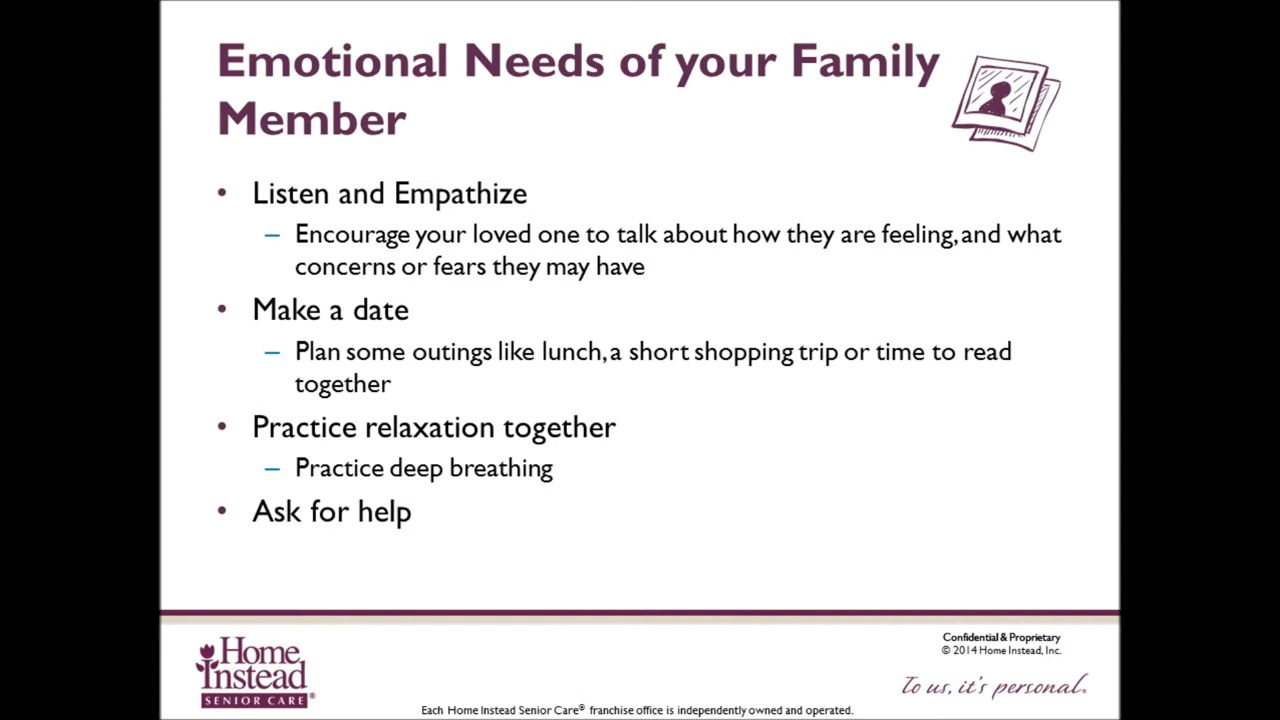 Emotional Needs of your Family
Member
• Listen and Empathize
– Encourage your loved one to talk about how they are feeling, and what
concerns or fears they may have
• Make a date
– Plan some outings like lunch, a short shopping trip or time to read
together
• Practice relaxation together
– Practice deep breathing
• Ask for help
Confidential & Proprietary
© 2014 Home Instead, Inc.
Home
Instead
SENIOR CARE®
To us, it's personal.
Each Home Instead Senior Care® franchise office is independently owned and operated.